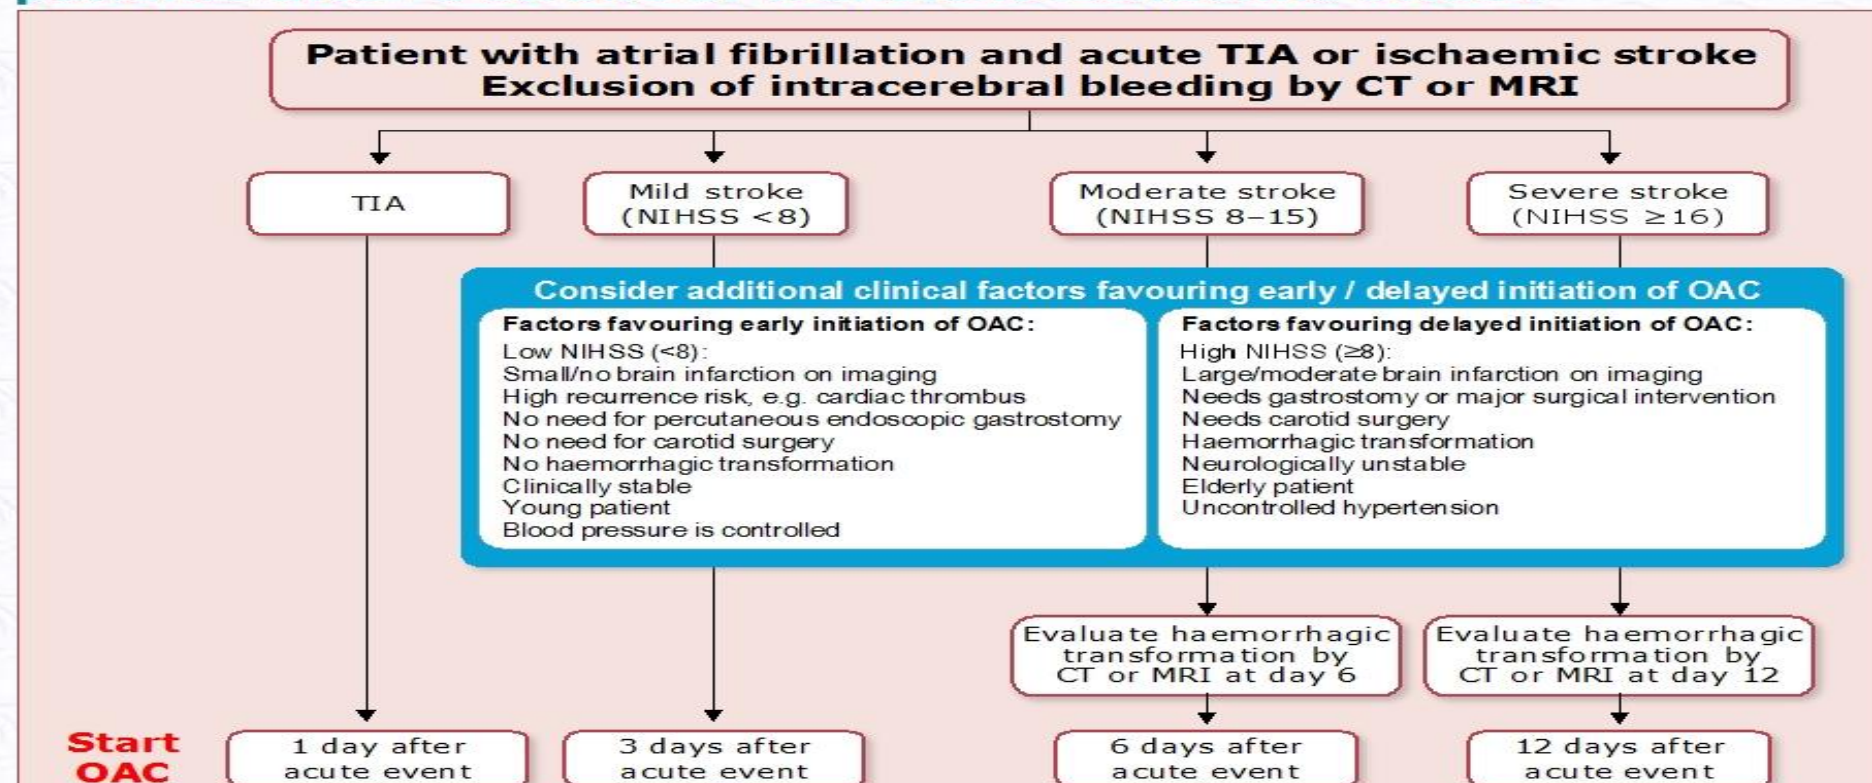 Patient with atrial fibrillation and acute TIA or ischaemic stroke
Exclusion of intracerebral bleeding by CT or MRI
TIA
Mild stroke
(NIHSS <8)
Moderate stroke
(NIHSS 8–15)
Severe stroke
(NIHSS ≥16)
Consider additional clinical factors favouring early / delayed initiation of OAC
Factors favouring early initiation of OAC:
Low NIHSS (<8):
Small/no brain infarction on imaging
High recurrence risk, e.g. cardiac thrombus
No need for percutaneous endoscopic gastrostomy
No need for carotid surgery
No haemorrhagic transformation
Clinically stable
Young patient
Blood pressure is controlled
Factors favouring delayed initiation of OAC:
High NIHSS (≥8):
Large/moderate brain infarction on imaging
Needs gastrostomy or major surgical intervention
Needs carotid surgery
Haemorrhagic transformation
Neurologically unstable
Elderly patient
Uncontrolled hypertension
Evaluate haemorrhagic
transformation by
CT or MRI at day 6
Evaluate haemorrhagic
transformation by
CT or MRI at day 12
Start
OAC
1 day after
acute event
3 days after
acute event
6 days after
acute event
12 days after
acute event